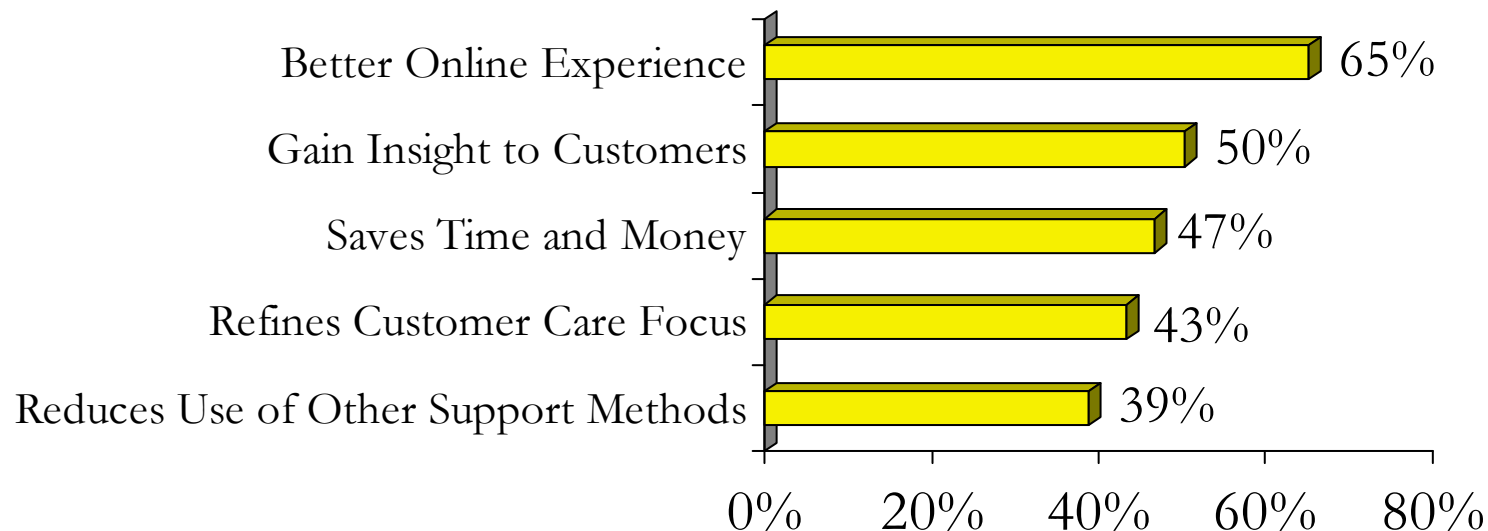 Better Online Experience 65%
Gain Insight to Customers 50%
Saves Time and Money 47%
Refines Customer Care Focus 43%
Reduces Use of Other Support Methods 39%
0% 20% 40% 60% 80%